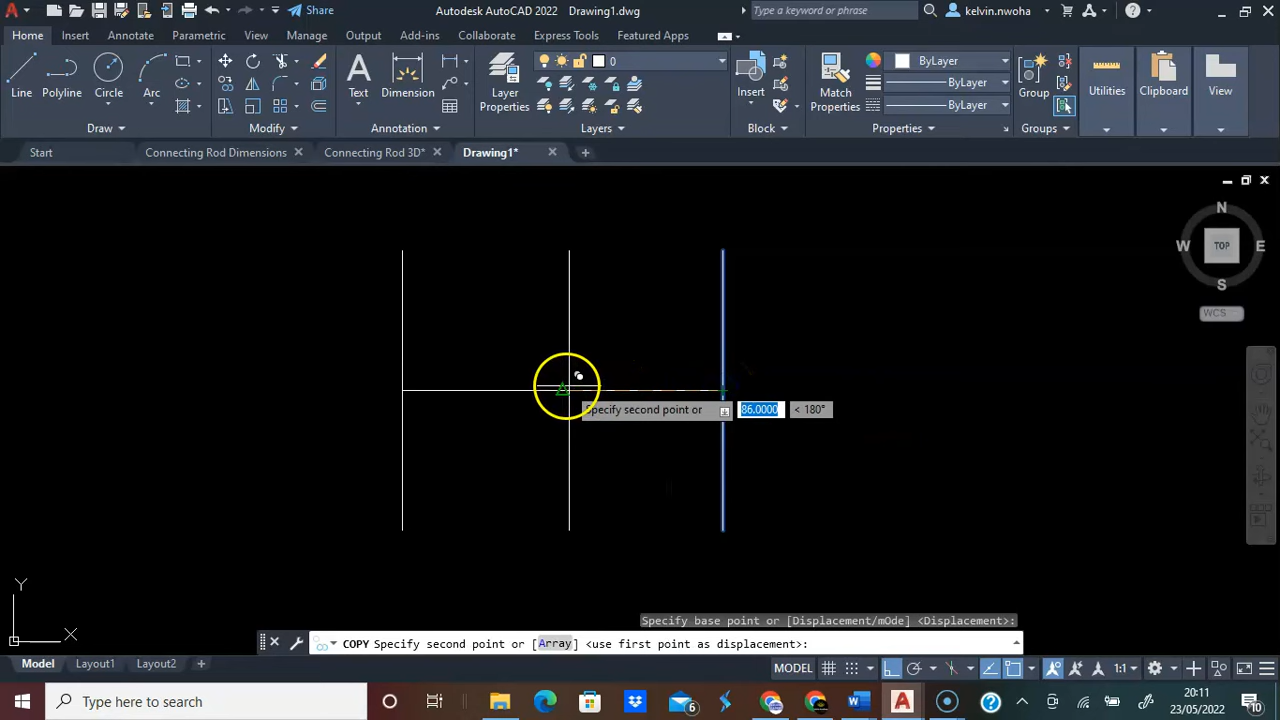 Share
Autodesk AutoCAD 2022 Drawing1.dwg
Type a keyword or phrase
kelvin.nwoha
Home Insert Annotate Parametric View Manage Output Add-ins Collaborate Express Tools Featured Apps
0
ByLayer
ByLayer
ByLayer
Line Polyline Circle Arc Text Dimension
Layer
Properties
Insert
Match
Properties
Group Utilities Clipboard View
Draw Modify Annotation Layers Block Properties Groups
Start Connecting Rod Dimensions Connecting Rod 3D* Drawing1*
N
W TOP E
S
WCS
Specify second point or 86.0000 < 180°
Y
X
Specify base point or [Displacement/mOde] <Displacement>:
COPY Specify second point or [Array] <use first point as displacement>:
Model Layout1 Layout2
MODEL 1:1
Type here to search
W
A
6
20:11
23/05/2022
10